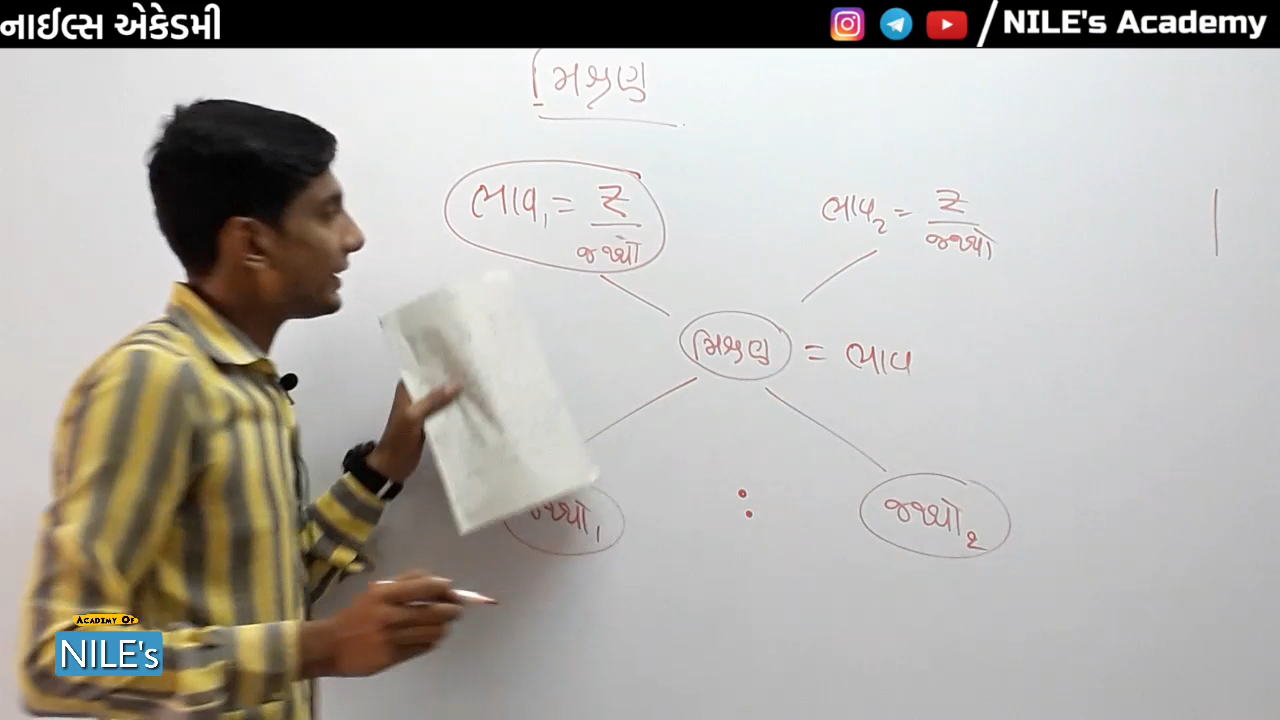 નાઈલ્સ એકેડમી
/ NILE's Academy
મિશ્રણ
ભાવ₁ = ₹ / જથ્થો
ભાવ₂ = ₹ / જથ્થો
મિશ્રણ = ભાવ
જથ્થો₁ : જથ્થો₂
ACADEMY OF
NILE's